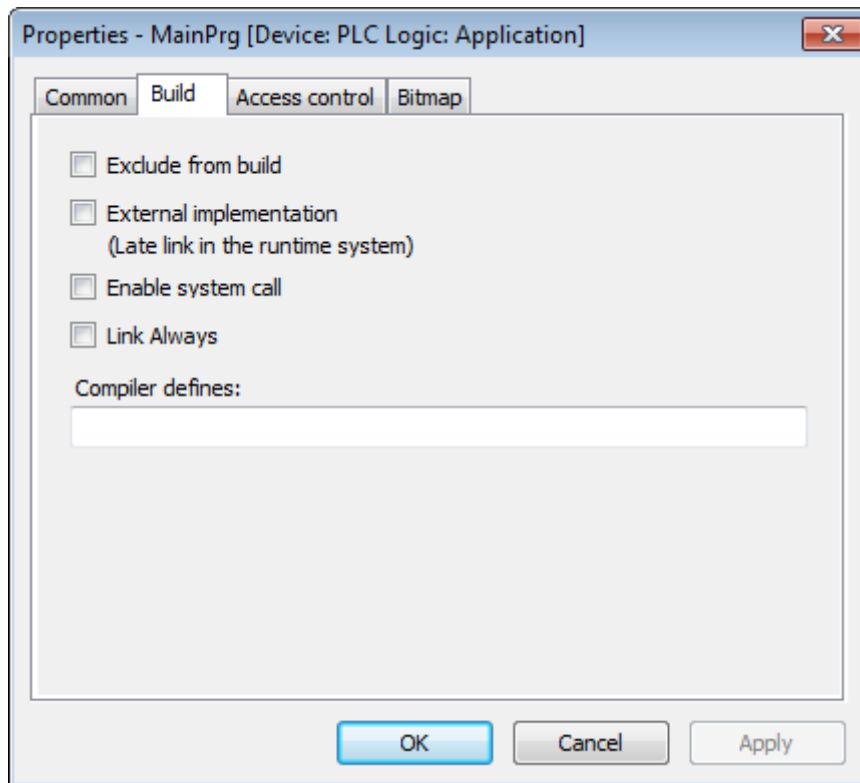 Properties - MainPrg [Device: PLC Logic: Application]
Common Build Access control Bitmap
Exclude from build
External implementation
(Late link in the runtime system)
Enable system call
Link Always
Compiler defines:
OK Cancel Apply